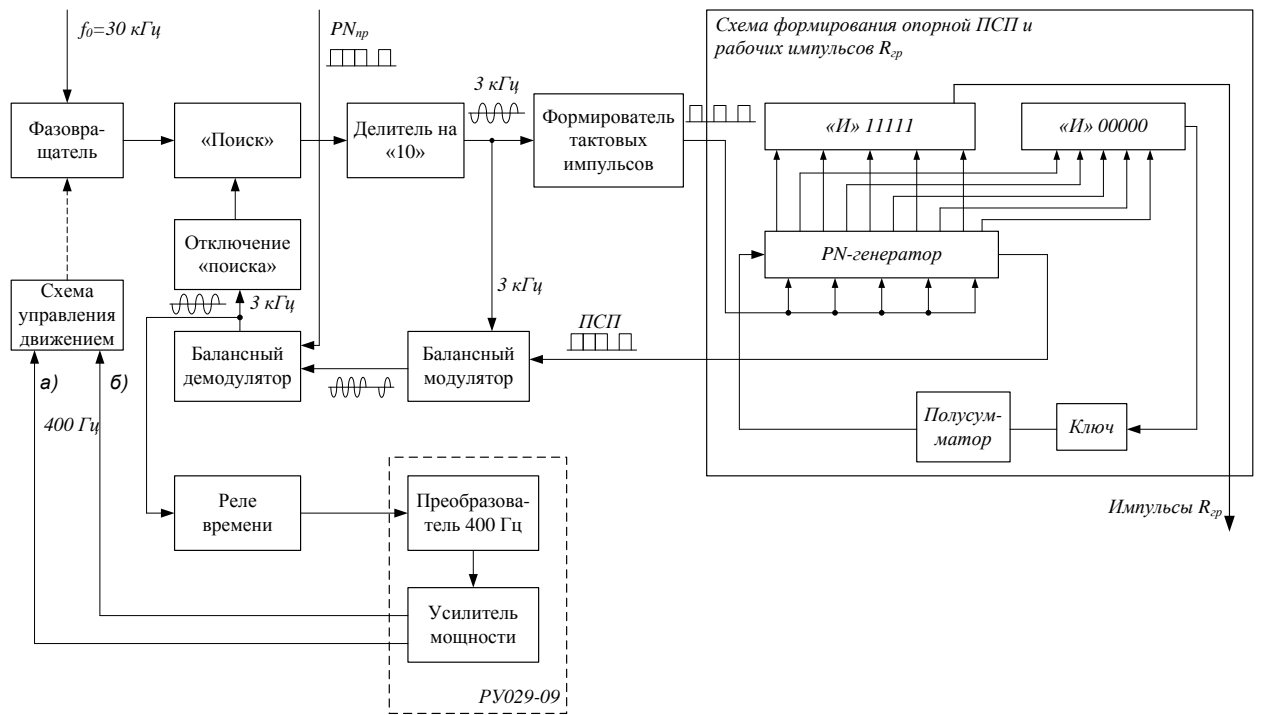 f₀=30 кГц
PNпр
Схема формирования опорной ПСП и
рабочих импульсов Rгр
3 кГц
Фазовра-
щатель
«Поиск»
Делитель на
«10»
Формирователь
тактовых
импульсов
«И» 11111
«И» 00000
Отключение
«поиска»
PN-генератор
Схема
управления
движением
3 кГц
3 кГц
ПСП
Балансный
демодулятор
Балансный
модулятор
а)
б)
400 Гц
Полусум-
матор
Ключ
Реле
времени
Преобразова-
тель 400 Гц
Импульсы Rгр
Усилитель
мощности
РУ029-09